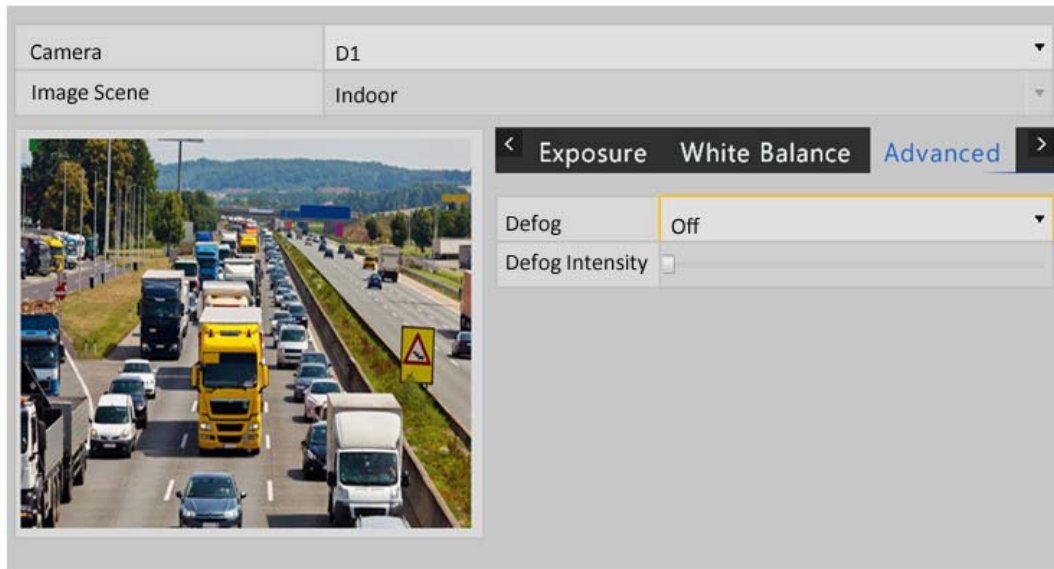 Camera
D1
Image Scene
Indoor
< Exposure White Balance Advanced >
Defog
Off
Defog Intensity